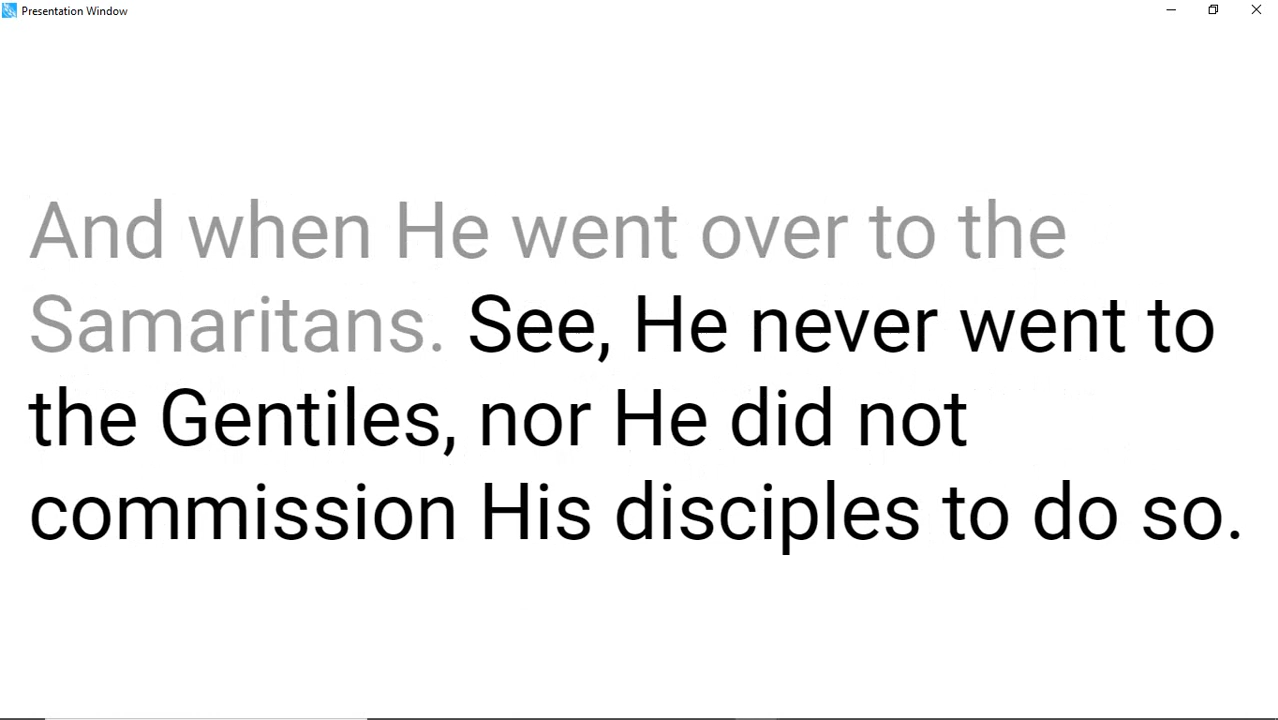 Presentation Window
And when He went over to the
Samaritans. See, He never went to
the Gentiles, nor He did not
commission His disciples to do so.